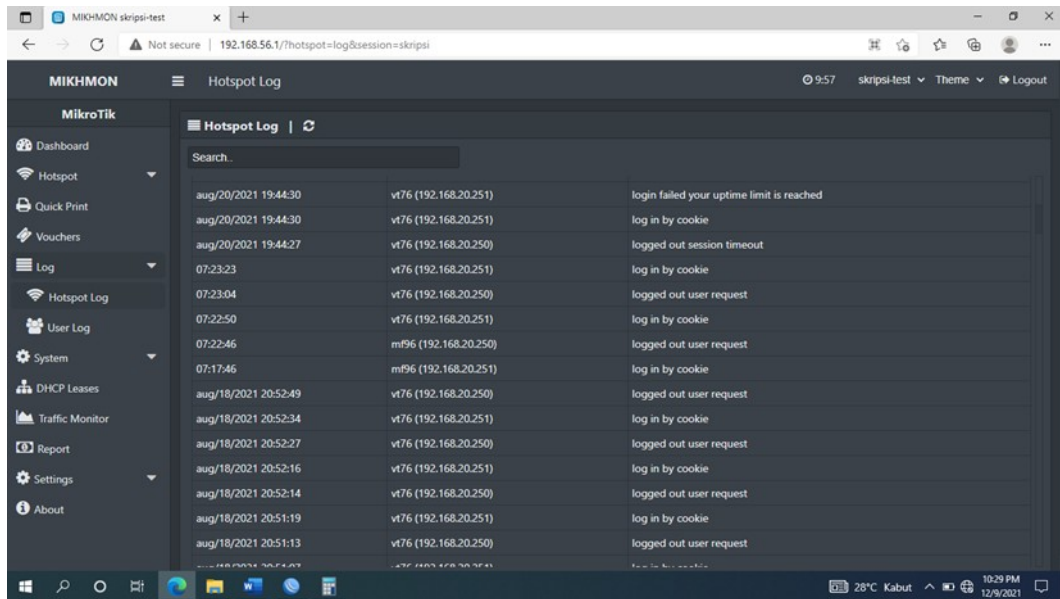 MIKHMON skripsi-test
Not secure | 192.168.56.1/?hotspot=log&session=skripsi
MIKHMON Hotspot Log 9:57 skripsi-test Theme Logout
MikroTik
Dashboard
Hotspot
Quick Print
Vouchers
Log
Hotspot Log
User Log
System
DHCP Leases
Traffic Monitor
Report
Settings
About
Hotspot Log |
Search..
aug/20/2021 19:44:30 vt76 (192.168.20.251) login failed your uptime limit is reached
aug/20/2021 19:44:30 vt76 (192.168.20.251) log in by cookie
aug/20/2021 19:44:27 vt76 (192.168.20.250) logged out session timeout
07:23:23 vt76 (192.168.20.251) log in by cookie
07:23:04 vt76 (192.168.20.250) logged out user request
07:22:50 vt76 (192.168.20.251) log in by cookie
07:22:46 mf96 (192.168.20.250) logged out user request
07:17:46 mf96 (192.168.20.251) log in by cookie
aug/18/2021 20:52:49 vt76 (192.168.20.250) logged out user request
aug/18/2021 20:52:34 vt76 (192.168.20.251) log in by cookie
aug/18/2021 20:52:27 vt76 (192.168.20.250) logged out user request
aug/18/2021 20:52:16 vt76 (192.168.20.251) log in by cookie
aug/18/2021 20:52:14 vt76 (192.168.20.250) logged out user request
aug/18/2021 20:51:19 vt76 (192.168.20.251) log in by cookie
aug/18/2021 20:51:13 vt76 (192.168.20.250) logged out user request
28°C Kabut
10:29 PM
12/9/2021